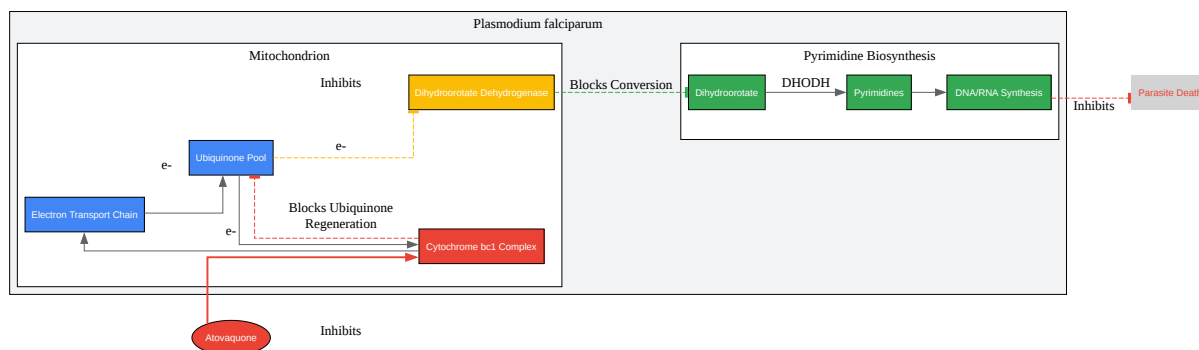 Plasmodium falciparum
Mitochondrion
Pyrimidine Biosynthesis
Inhibits
Dihydroorotate Dehydrogenase
Blocks Conversion
Dihydroorotate
DHODH
Pyrimidines
DNA/RNA Synthesis
Inhibits
Parasite Death
e-
Ubiquinone Pool
e-
Electron Transport Chain
Blocks Ubiquinone
Regeneration
e-
Cytochrome bc1 Complex
Atovaquone
Inhibits